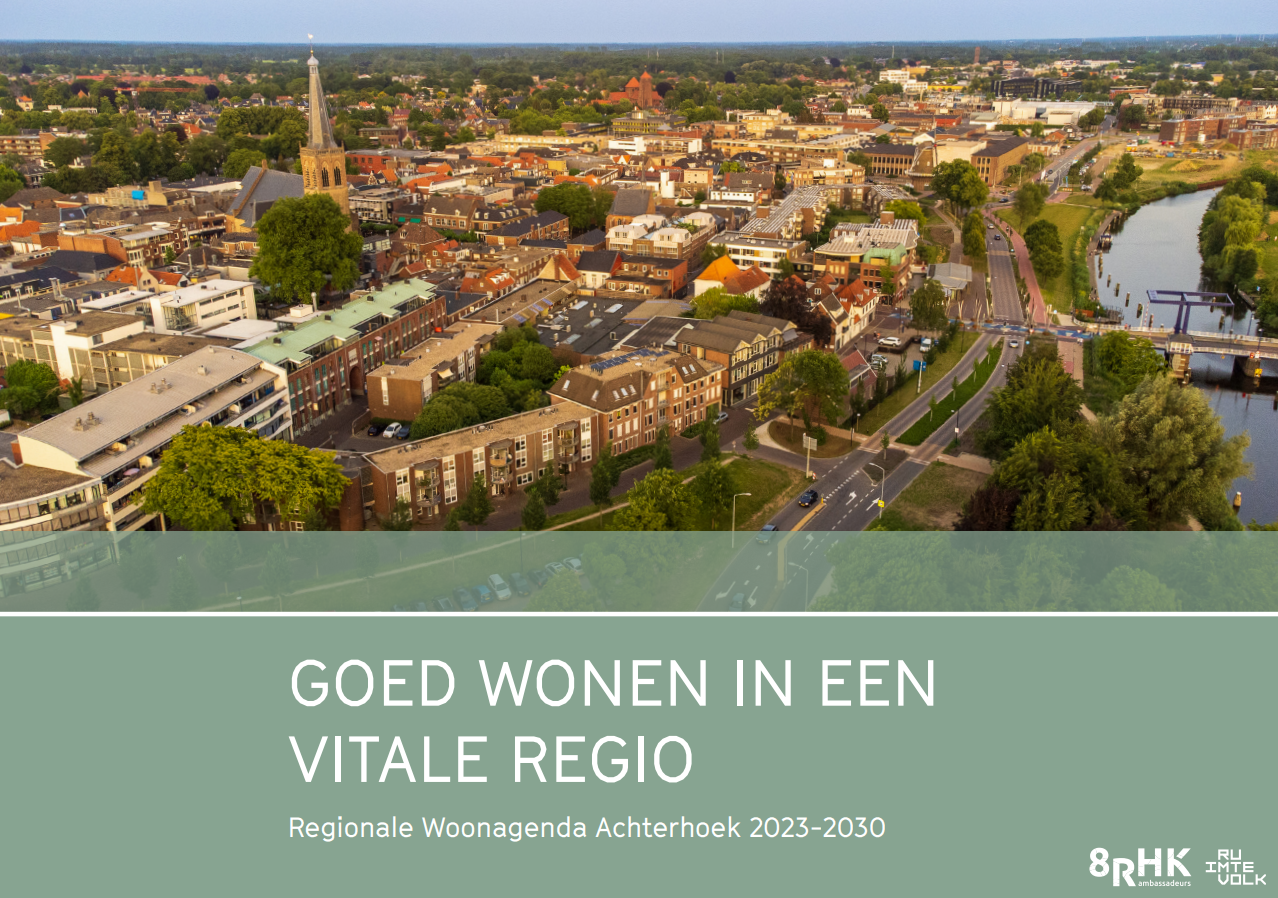 GOED WONEN IN EEN
VITALE REGIO
Regionale Woonagenda Achterhoek 2023-2030
8RHK
ambassadeurs
RU
IMTE
VOLK